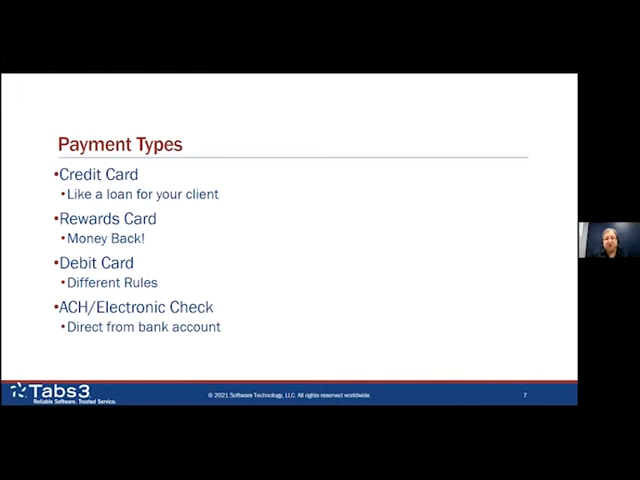 Payment Types
•Credit Card
•Like a loan for your client
•Rewards Card
•Money Back!
•Debit Card
•Different Rules
•ACH/Electronic Check
•Direct from bank account
Tabs3
Reliable Software. Trusted Service.
© 2021 Software Technology, LLC. All rights reserved worldwide.
7